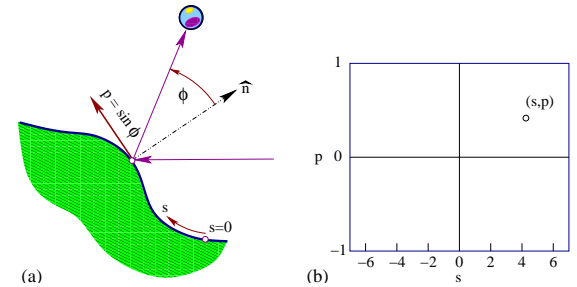 p = sin ϕ
ϕ
n̂
s
s=0
(a)
1
p 0
−1
(s,p)
−6 −4 −2 0 2 4 6
s
(b)